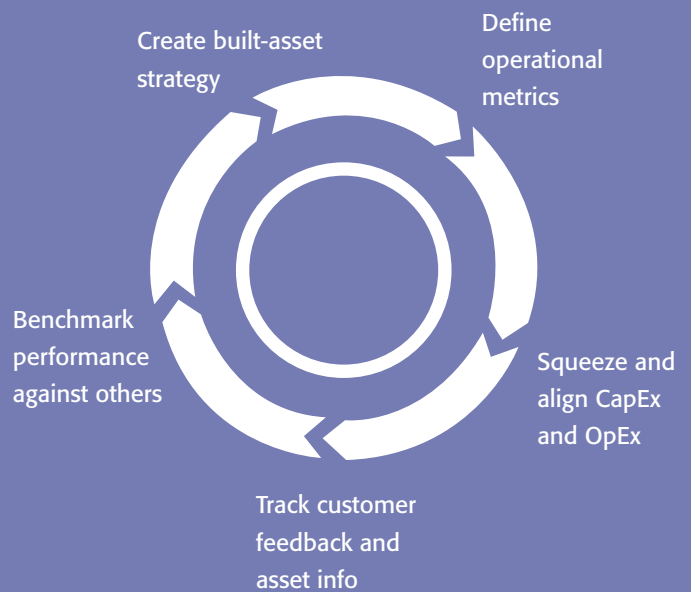 Create built-asset
strategy
Define
operational
metrics
Squeeze and
align CapEx
and OpEx
Track customer
feedback and
asset info
Benchmark
performance
against others